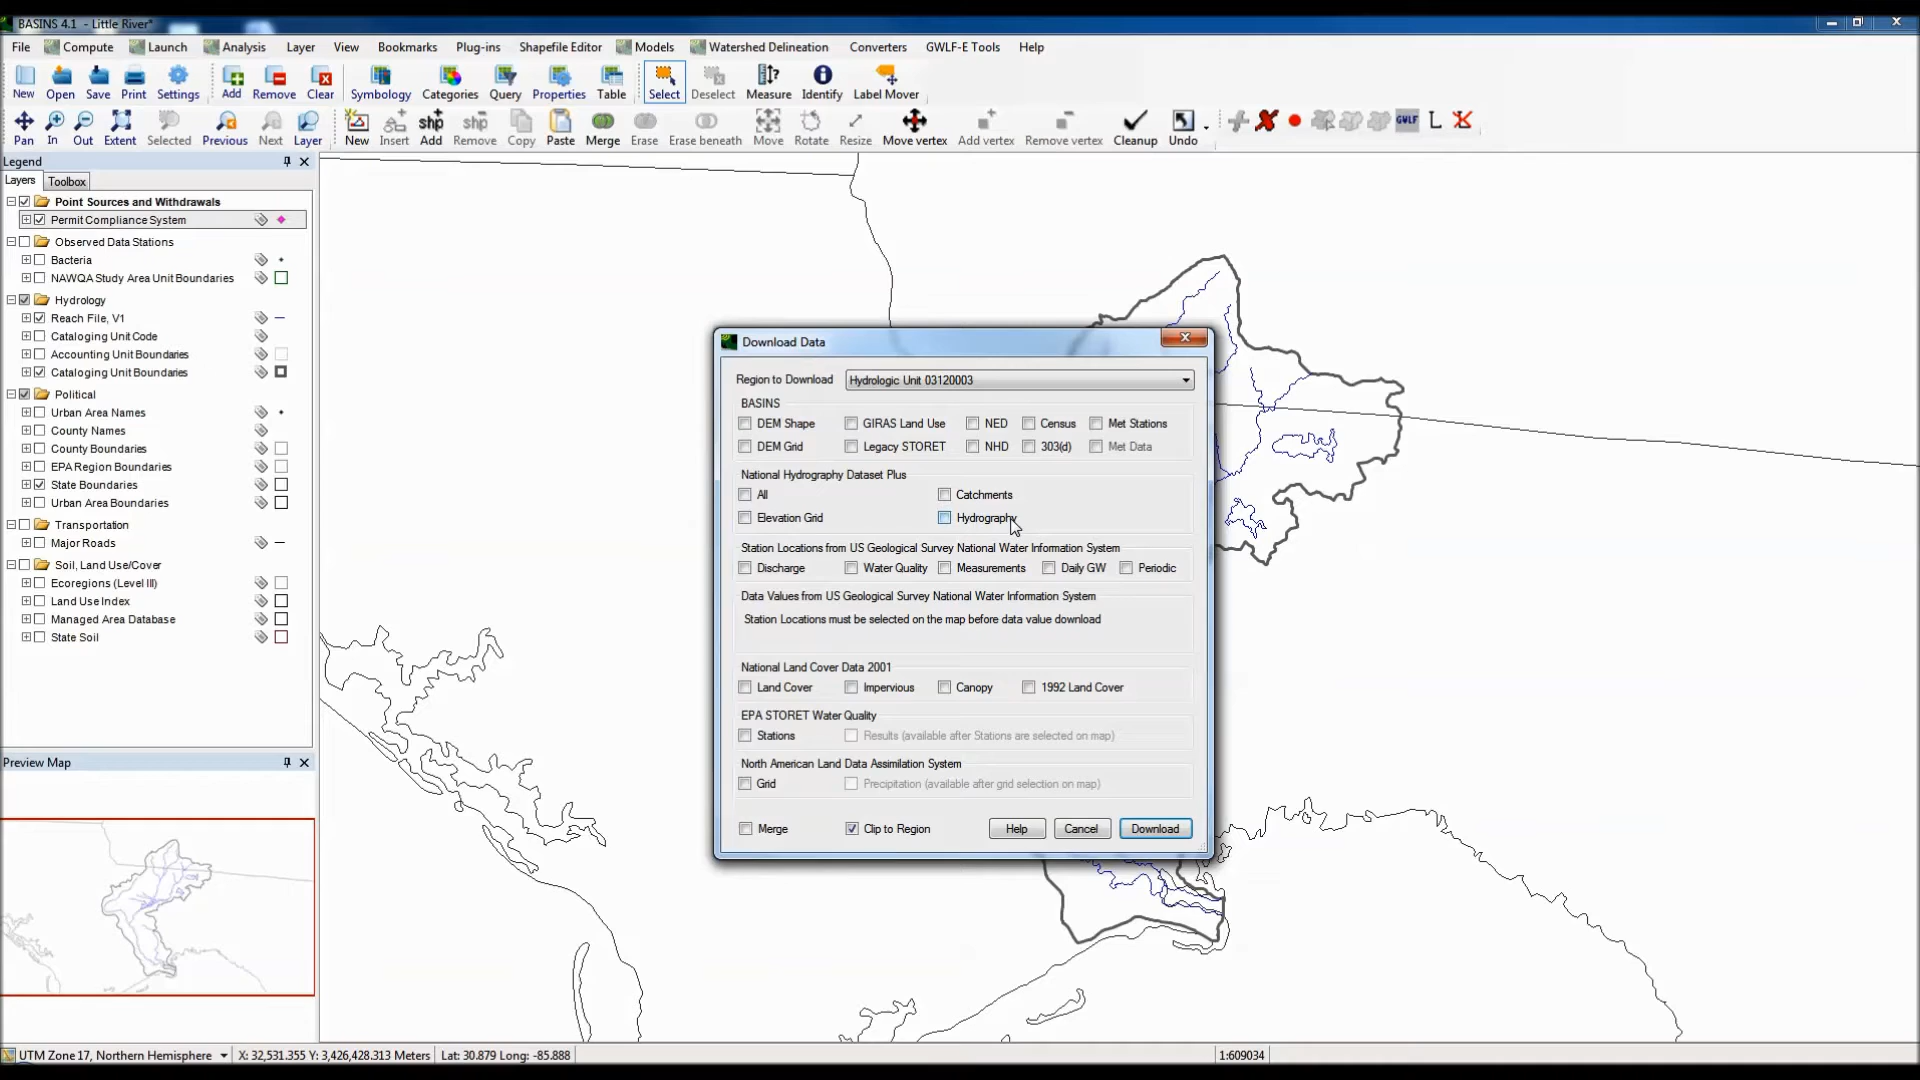 BASINS 4.1 - Little River*
File Compute Launch Analysis Layer View Bookmarks Plug-ins Shapefile Editor Models Watershed Delineation Converters GWLF-E Tools Help
New Open Save Print Settings Add Remove Clear Symbology Categories Query Properties Table Select Deselect Measure Identify Label Mover
Pan In Out Extent Selected Previous Next Layer New Insert Add Remove Copy Paste Merge Erase Erase beneath Move Rotate Resize Move vertex Add vertex Remove vertex Cleanup Undo
shp shp GWLF L
Legend
Layers Toolbox
Point Sources and Withdrawals
Permit Compliance System
Observed Data Stations
Bacteria
NAWQA Study Area Unit Boundaries
Hydrology
Reach File, V1
Cataloging Unit Code
Accounting Unit Boundaries
Cataloging Unit Boundaries
Political
Urban Area Names
County Names
County Boundaries
EPA Region Boundaries
State Boundaries
Urban Area Boundaries
Transportation
Major Roads
Soil, Land Use/Cover
Ecoregions (Level III)
Land Use Index
Managed Area Database
State Soil
Preview Map
Download Data
Region to Download Hydrologic Unit 03120003
BASINS
DEM Shape GIRAS Land Use NED Census Met Stations
DEM Grid Legacy STORET NHD 303(d) Met Data
National Hydrography Dataset Plus
All Catchments
Elevation Grid Hydrography
Station Locations from US Geological Survey National Water Information System
Discharge Water Quality Measurements Daily GW Periodic
Data Values from US Geological Survey National Water Information System
Station Locations must be selected on the map before data value download
National Land Cover Data 2001
Land Cover Impervious Canopy 1992 Land Cover
EPA STORET Water Quality
Stations Results (available after Stations are selected on map)
North American Land Data Assimilation System
Grid Precipitation (available after grid selection on map)
Merge Clip to Region Help Cancel Download
UTM Zone 17, Northern Hemisphere X: 32,531.355 Y: 3,426,428.313 Meters Lat: 30.879 Long: -85.888 1:609034